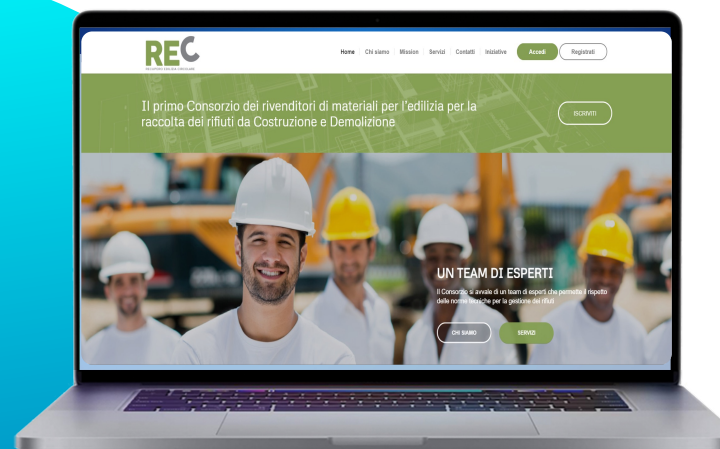 REC
Home
Chi siamo
Mission
Servizi
Contatti
Iniziative
Accedi
Registrati
Il primo Consorzio dei rivenditori di materiali per l'edilizia per la
raccolta dei rifiuti da Costruzione e Demolizione
ISCRIVITI
UN TEAM DI ESPERTI
Il Consorzio si avvale di un team di esperti che permette il rispetto
delle norme tecniche per la gestione dei rifiuti
CHI SIAMO
SERVIZI